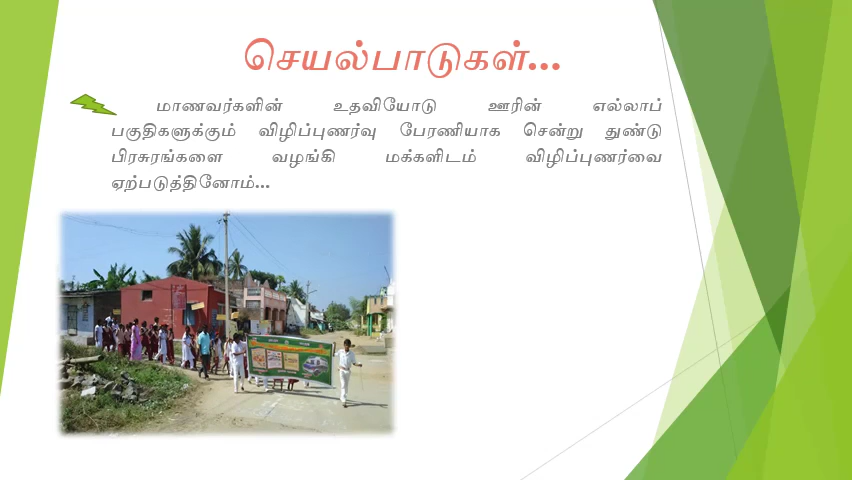 செயல்பாடுகள்...
மாணவர்களின் உதவியோடு ஊரின் எல்லாப்
பகுதிகளுக்கும் விழிப்புணர்வு பேரணியாக சென்று துண்டு
பிரசுரங்களை வழங்கி மக்களிடம் விழிப்புணர்வை
ஏற்படுத்தினோம்...